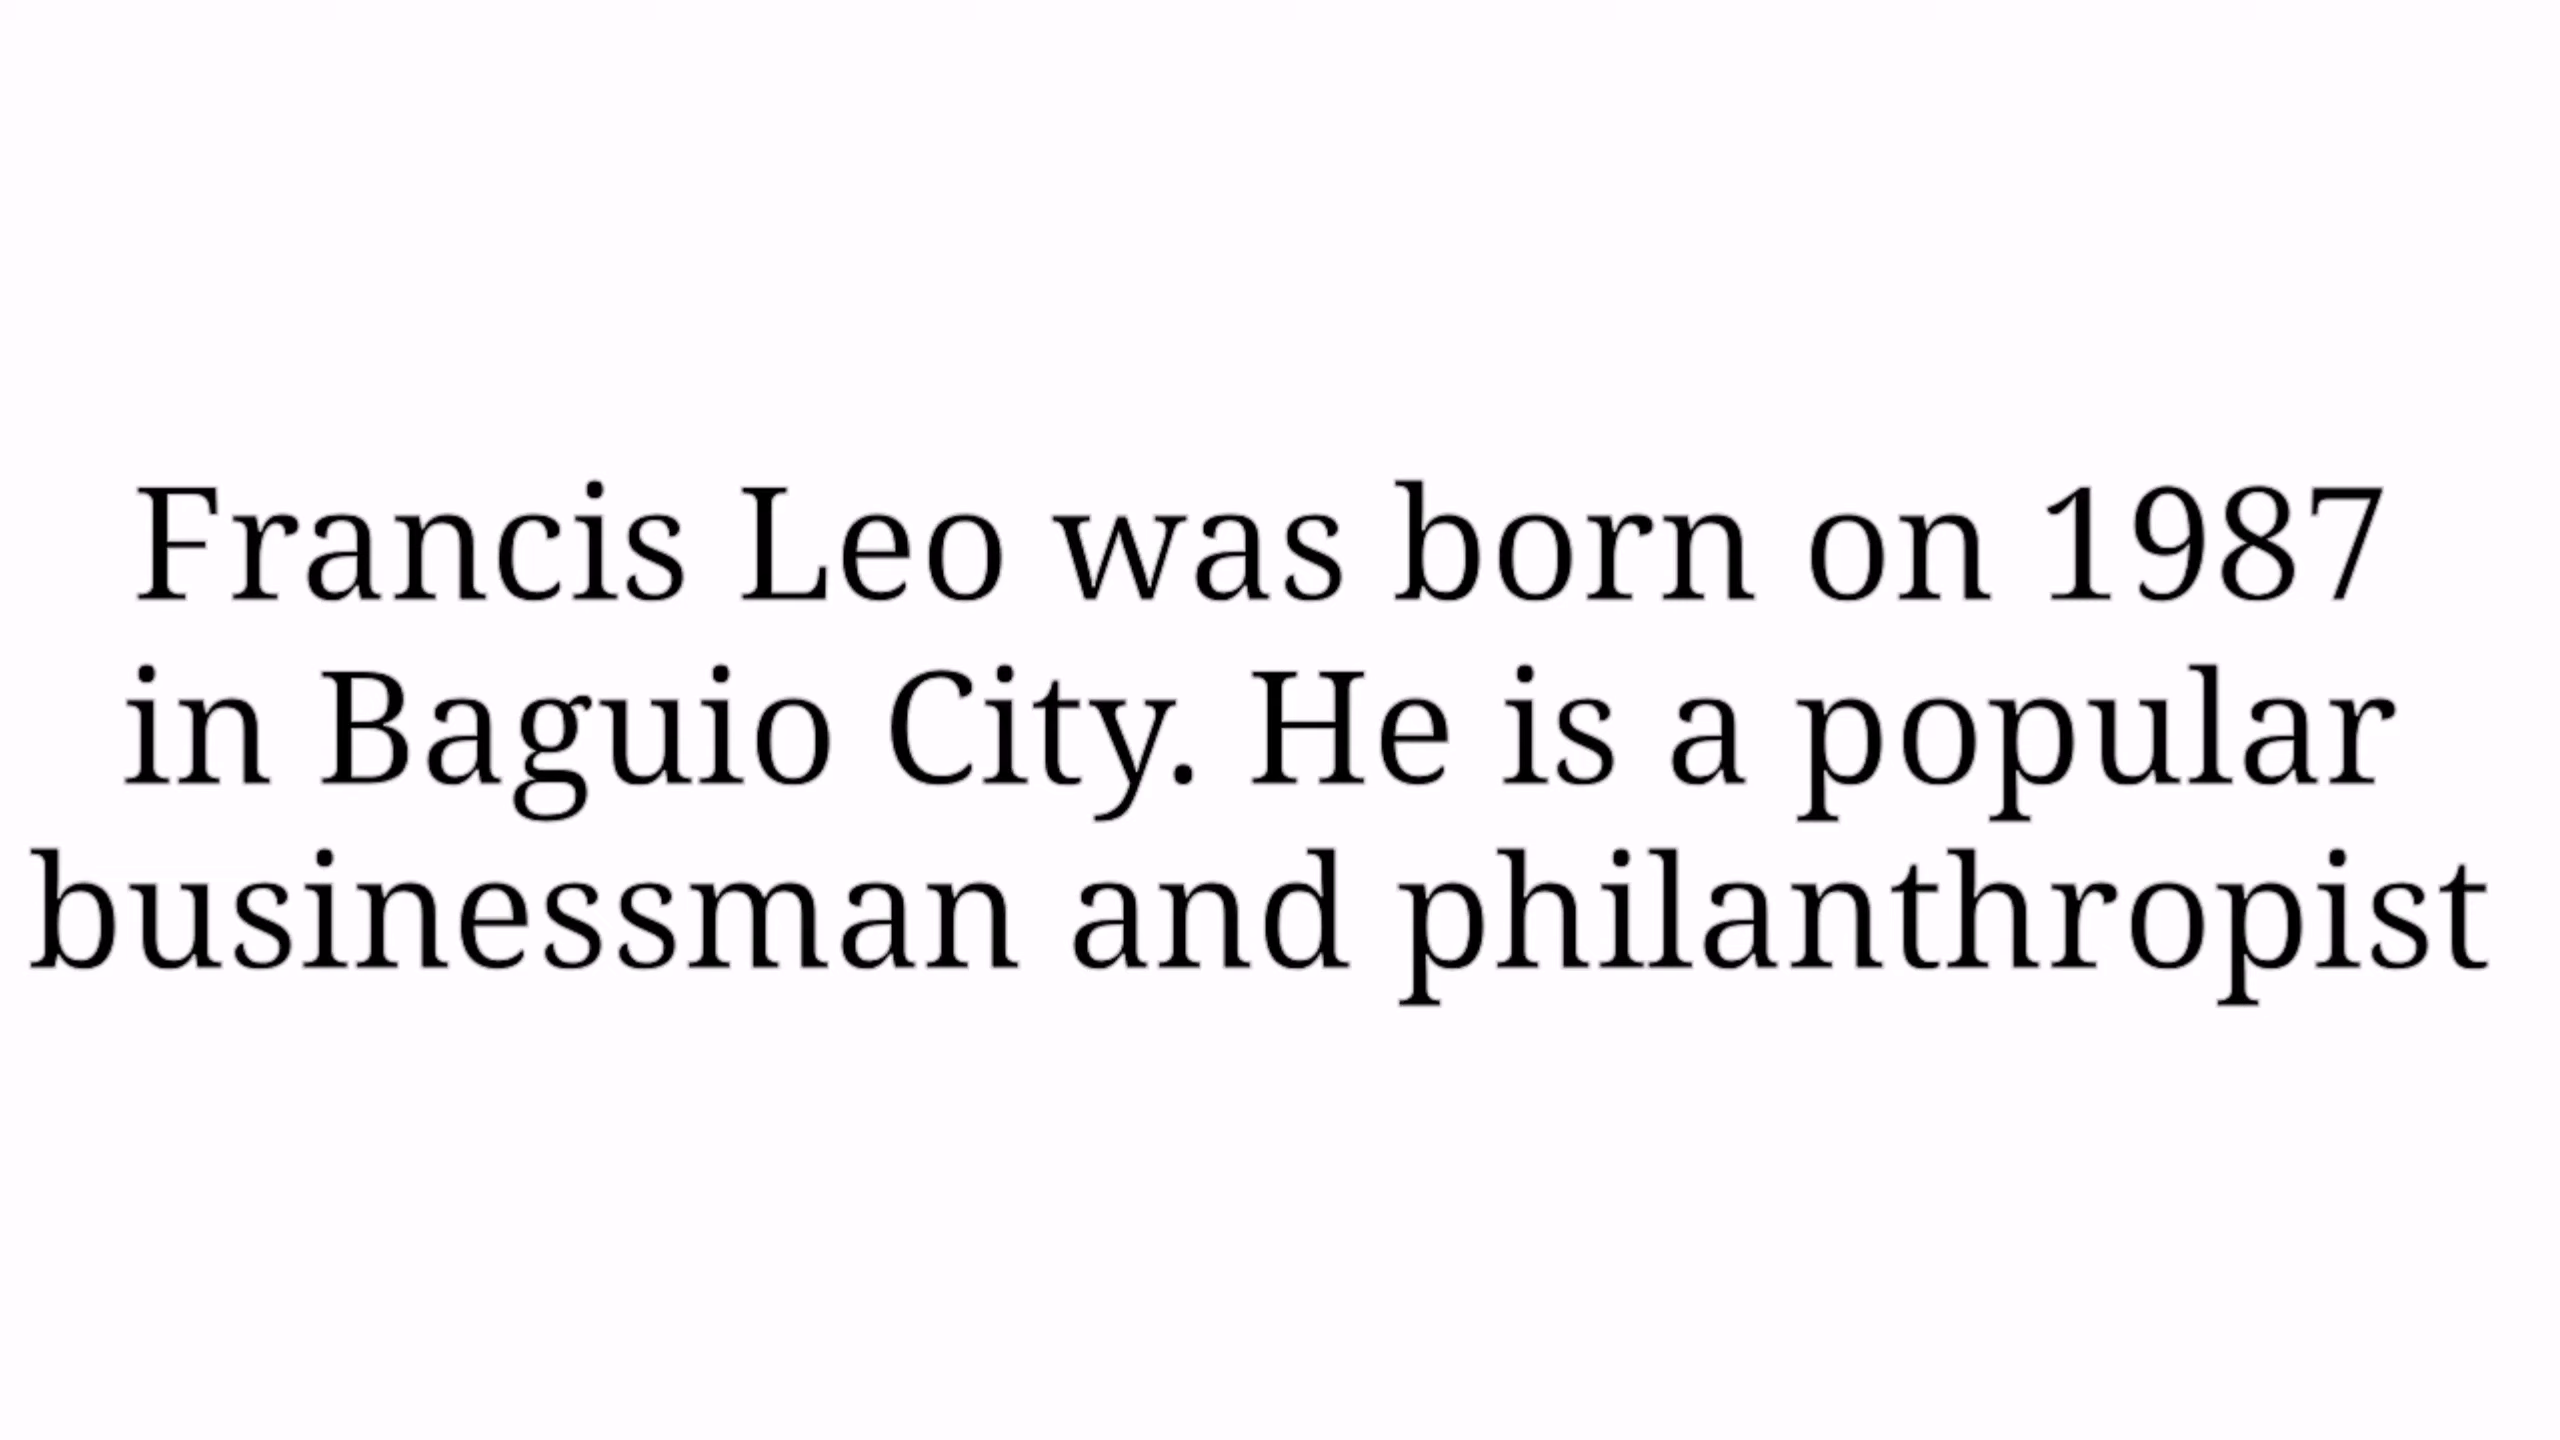 Francis Leo was born on 1987
in Baguio City. He is a popular
businessman and philanthropist